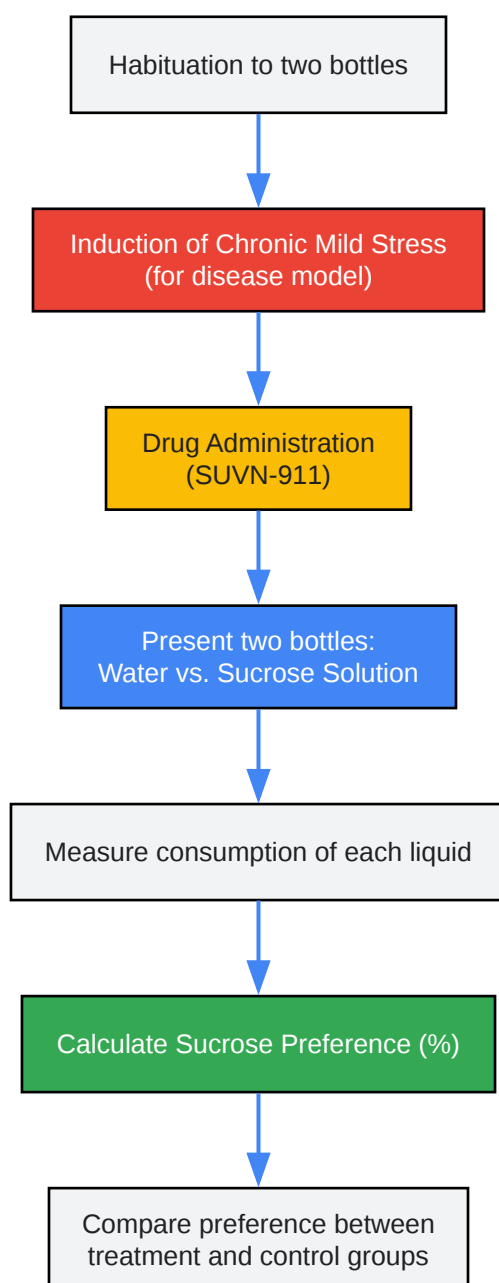 Habituation to two bottles
Induction of Chronic Mild Stress
(for disease model)
Drug Administration
(SUVN-911)
Present two bottles:
Water vs. Sucrose Solution
Measure consumption of each liquid
Calculate Sucrose Preference (%)
Compare preference between
treatment and control groups